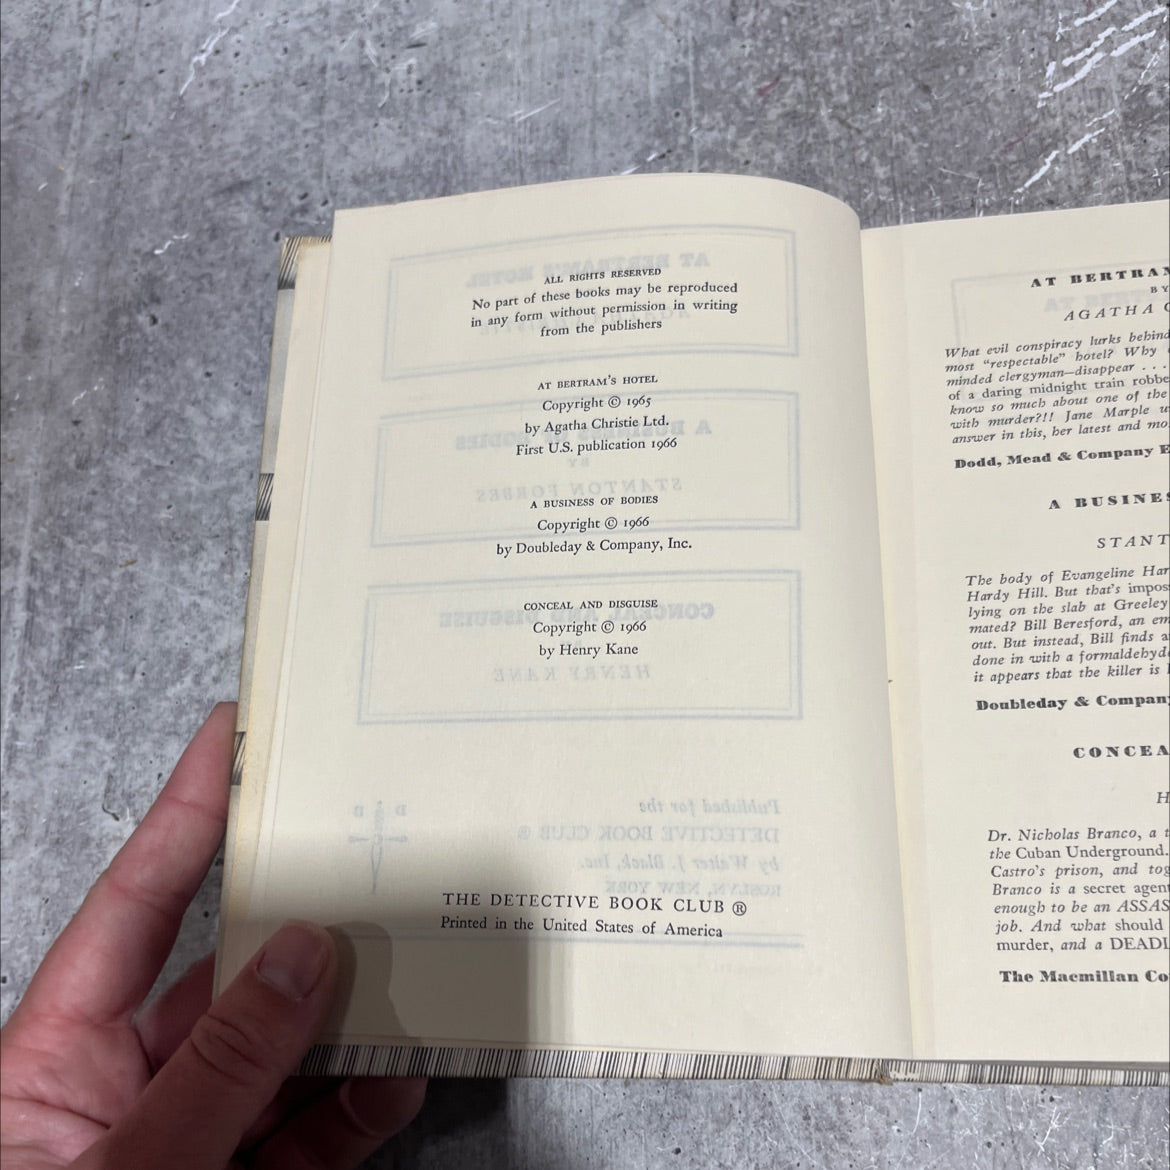 ALL RIGHTS RESERVED
No part of these books may be reproduced
in any form without permission in writing
from the publishers
AT BERTRAM'S HOTEL
Copyright © 1965
by Agatha Christie Ltd.
First U.S. publication 1966
A BUSINESS OF BODIES
Copyright © 1966
by Doubleday & Company, Inc.
CONCEAL AND DISGUISE
Copyright © 1966
by Henry Kane
THE DETECTIVE BOOK CLUB ®
Printed in the United States of America
AT BERTRAM
BY
AGATHA C
What evil conspiracy lurks behind
most "respectable" hotel? Why
minded clergyman—disappear . . .
of a daring midnight train robbe
know so much about one of the
with murder?!! Jane Marple u
answer in this, her latest and mo
Dodd, Mead & Company E
A BUSINES
STANT
The body of Evangeline Har
Hardy Hill. But that's impos
lying on the slab at Greeley
mated? Bill Beresford, an em
out. But instead, Bill finds a
done in with a formaldehyde
it appears that the killer is
Doubleday & Company
CONCEA
H
Dr. Nicholas Branco, a t
the Cuban Underground.
Castro's prison, and tog
Branco is a secret agen
enough to be an ASSAS
job. And what should
murder, and a DEADL
The Macmillan Co